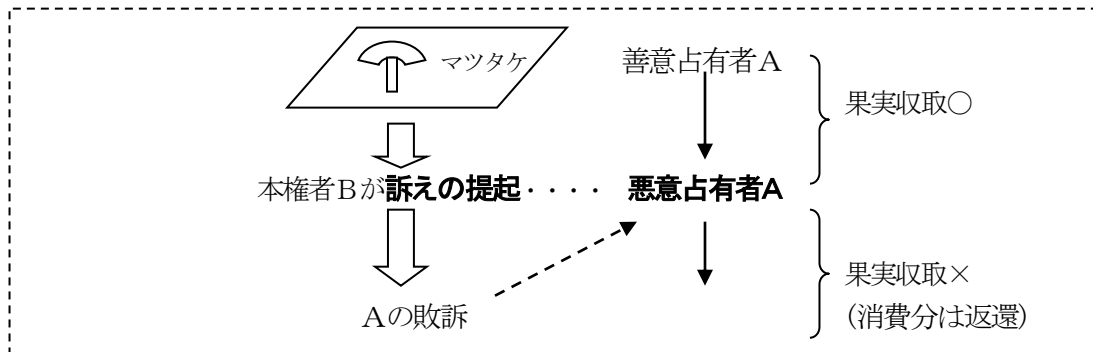 マツタケ
善意占有者A
果実収取○
本権者Bが訴えの提起・・・・ 悪意占有者A
果実収取×
(消費分は返還)
Aの敗訴